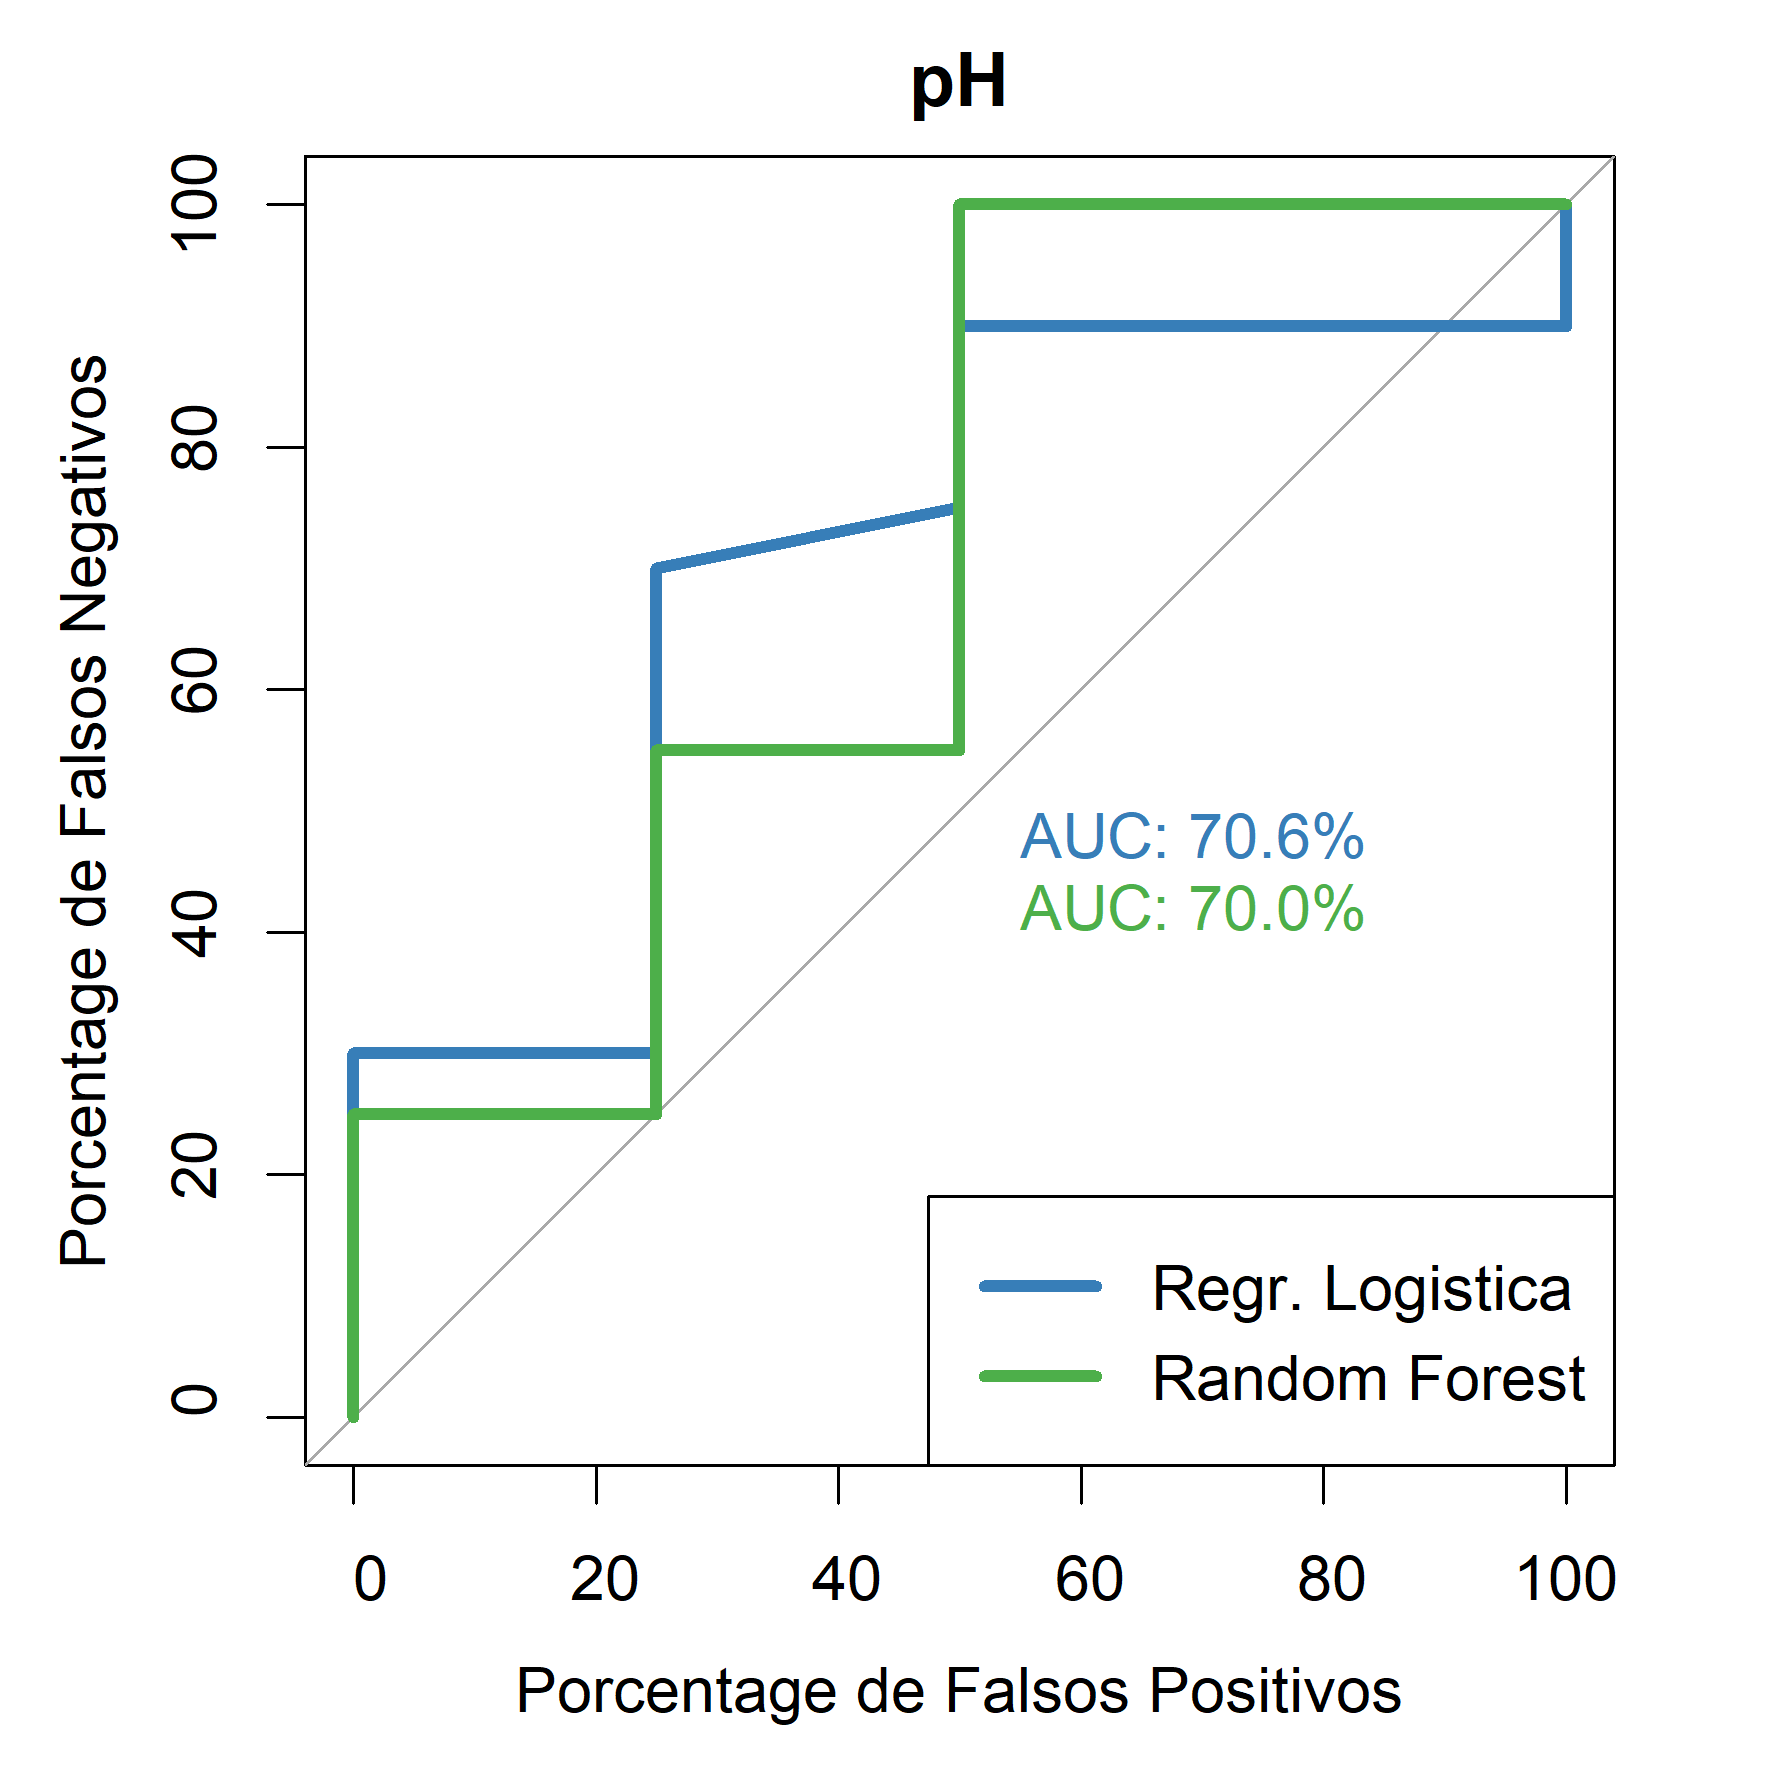 pH
Porcentage de Falsos Negativos
100
80
60
40
20
0
AUC: 70.6%
AUC: 70.0%
Regr. Logistica
Random Forest
0 20 40 60 80 100
Porcentage de Falsos Positivos